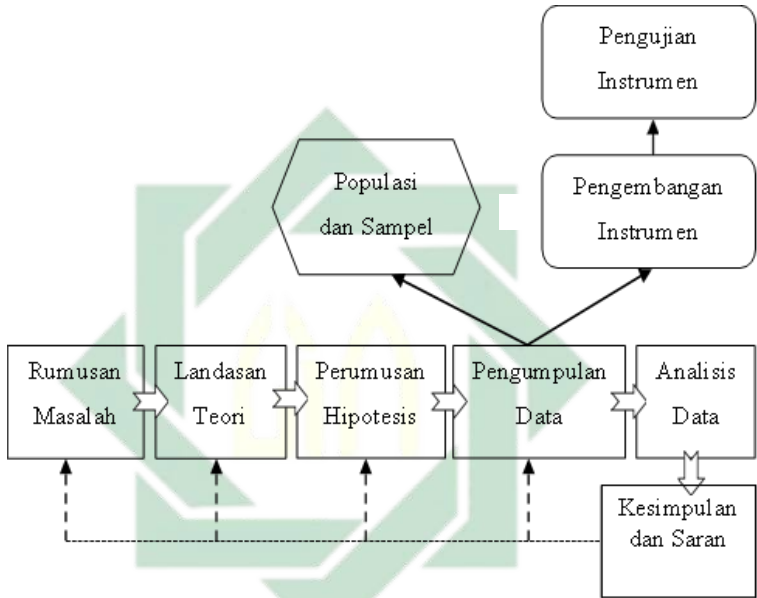 Pengujian
Instrumen
Populasi
dan Sampel
Pengembangan
Instrumen
Rumusan
Masalah
Landasan
Teori
Perumusan
Hipotesis
Pengumpulan
Data
Analisis
Data
Kesimpulan
dan Saran